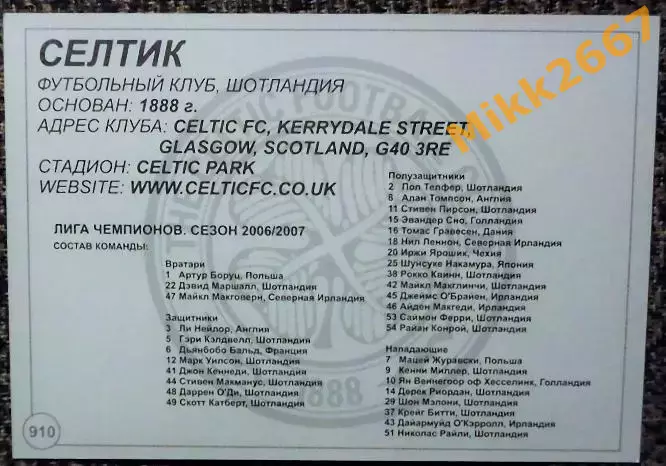 СЕЛТИК
ФУТБОЛЬНЫЙ КЛУБ, ШОТЛАНДИЯ
ОСНОВАН: 1888 г.
АДРЕС КЛУБА: CELTIC FC, KERRYDALE STREET,
GLASGOW, SCOTLAND, G40 3RE
СТАДИОН: CELTIC PARK
WEBSITE: WWW.CELTICFC.CO.UK
ЛИГА ЧЕМПИОНОВ. СЕЗОН 2006/2007
СОСТАВ КОМАНДЫ:
Вратари
1 Артур Боруц, Польша
22 Дэвид Маршалл, Шотландия
47 Майкл Макговерн, Северная Ирландия
Защитники
3 Ли Нейлор, Англия
5 Гэри Кэлдвелл, Шотландия
6 Дьянбобо Бальд, Франция
12 Марк Уилсон, Шотландия
41 Джон Кеннеди, Шотландия
44 Стивен Макманус, Шотландия
48 Даррен О'Ди, Шотландия
49 Скотт Катберт, Шотландия
Полузащитники
2 Пол Телфер, Шотландия
8 Алан Томпсон, Англия
11 Стивен Пирсон, Шотландия
15 Эвандер Сно, Голландия
16 Томас Гравесен, Дания
18 Нил Леннон, Северная Ирландия
20 Иржи Ярошик, Чехия
25 Шунсуке Накамура, Япония
38 Рокко Квинн, Шотландия
42 Майкл Макглинчи, Шотландия
45 Джеймс О'Брайен, Ирландия
46 Айден Макгеди, Ирландия
53 Саймон Ферри, Шотландия
54 Райан Конрой, Шотландия
Нападающие
7 Мацей Журавски, Польша
9 Кенни Миллер, Шотландия
10 Ян Веннегоор оф Хесселинк, Голландия
14 Дерек Риордан, Шотландия
29 Шон Мэлони, Шотландия
37 Крейг Битти, Шотландия
43 Дайармуйд О'Кэрролл, Ирландия
51 Николас Райли, Шотландия
THE CELTIC FOOTBALL
1888
910
Mikk2667